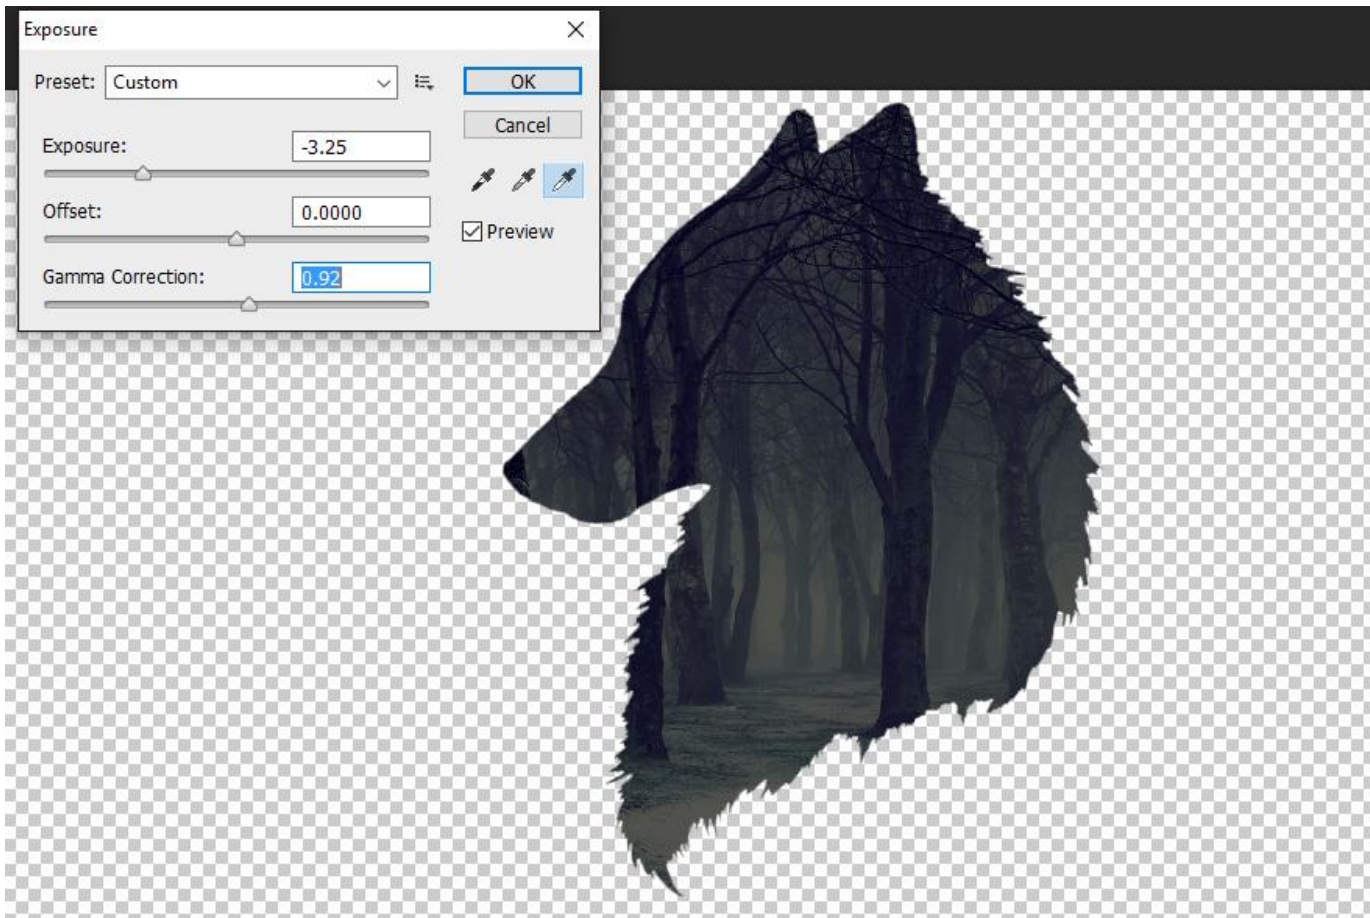 Exposure
Preset: Custom
OK
Cancel
Exposure: -3.25
Offset: 0.0000
Preview
Gamma Correction: 0.92